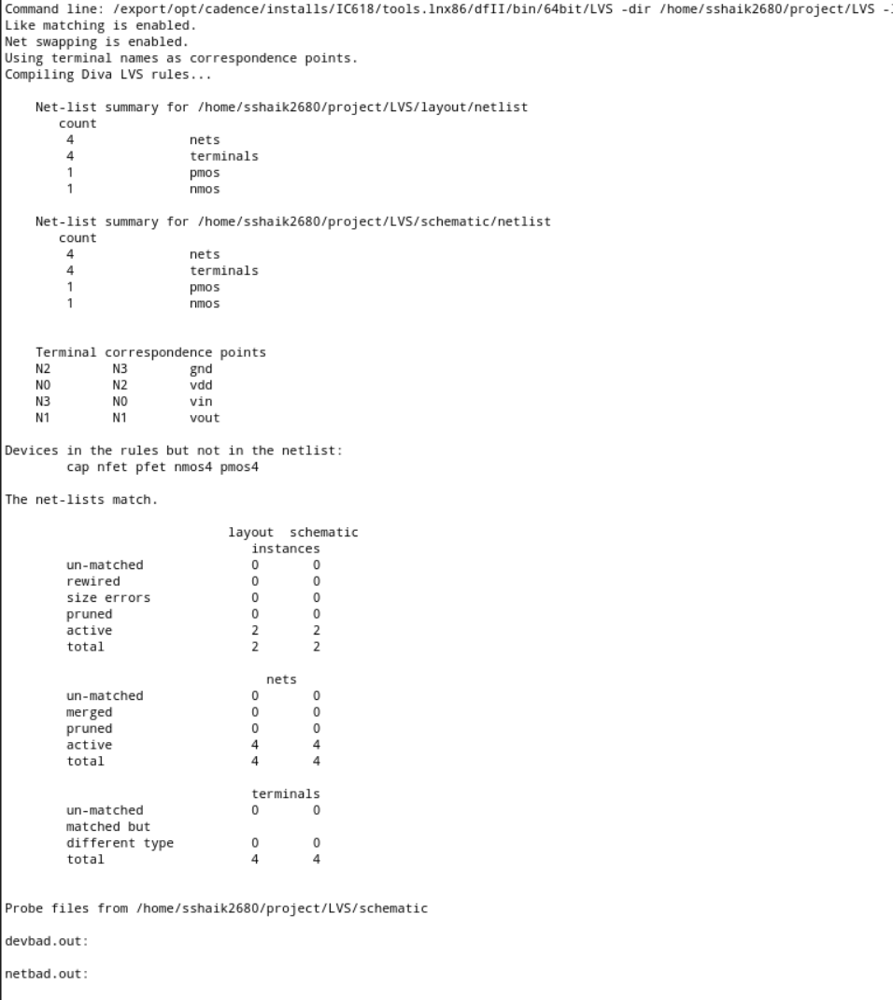 Command line: /export/opt/cadence/installs/IC618/tools.lnx86/dfII/bin/64bit/LVS -dir /home/sshaik2680/project/LVS -l
Like matching is enabled.
Net swapping is enabled.
Using terminal names as correspondence points.
Compiling Diva LVS rules...
Net-list summary for /home/sshaik2680/project/LVS/layout/netlist
count
4 nets
4 terminals
1 pmos
1 nmos
Net-list summary for /home/sshaik2680/project/LVS/schematic/netlist
count
4 nets
4 terminals
1 pmos
1 nmos
Terminal correspondence points
N2 N3 gnd
N0 N2 vdd
N3 N0 vin
N1 N1 vout
Devices in the rules but not in the netlist:
cap nfet pfet nmos4 pmos4
The net-lists match.
layout schematic
instances
un-matched 0 0
rewired 0 0
size errors 0 0
pruned 0 0
active 2 2
total 2 2
nets
un-matched 0 0
merged 0 0
pruned 0 0
active 4 4
total 4 4
terminals
un-matched 0 0
matched but
different type 0 0
total 4 4
Probe files from /home/sshaik2680/project/LVS/schematic
devbad.out:
netbad.out: